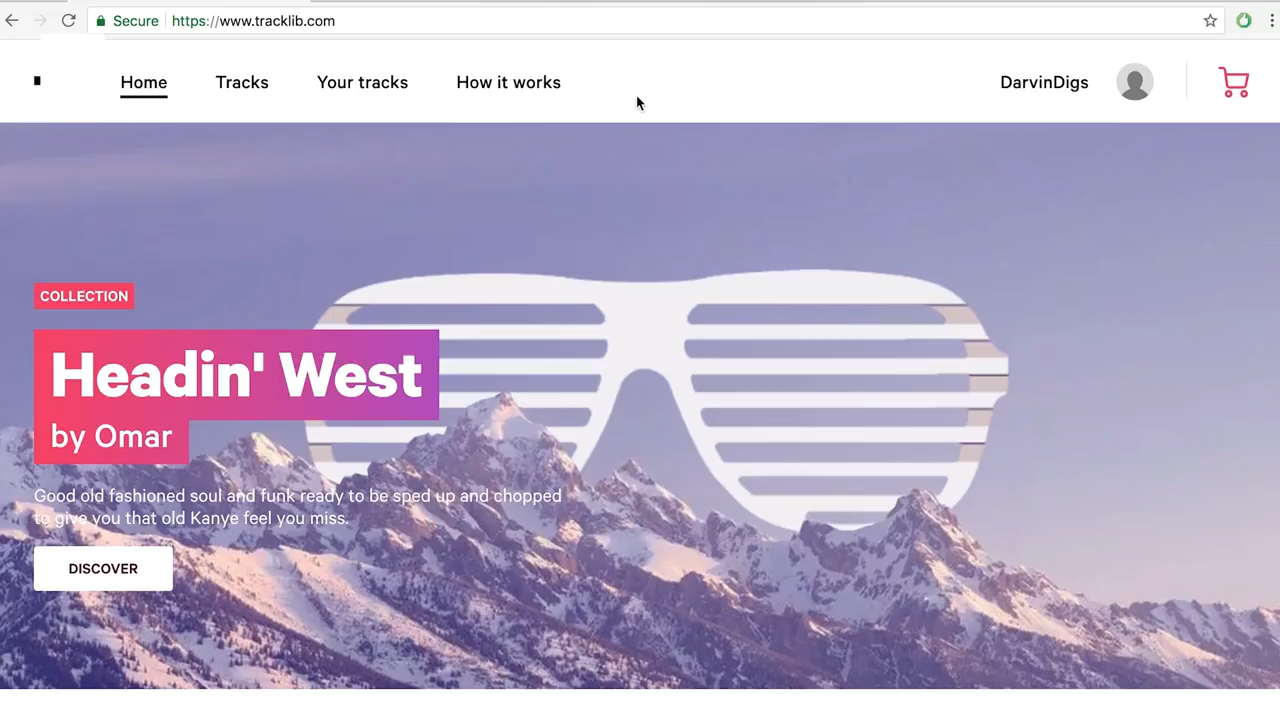 Secure https://www.tracklib.com
Home Tracks Your tracks How it works DarvinDigs
COLLECTION
Headin' West
by Omar
Good old fashioned soul and funk ready to be sped up and chopped
to give you that old Kanye feel you miss.
DISCOVER